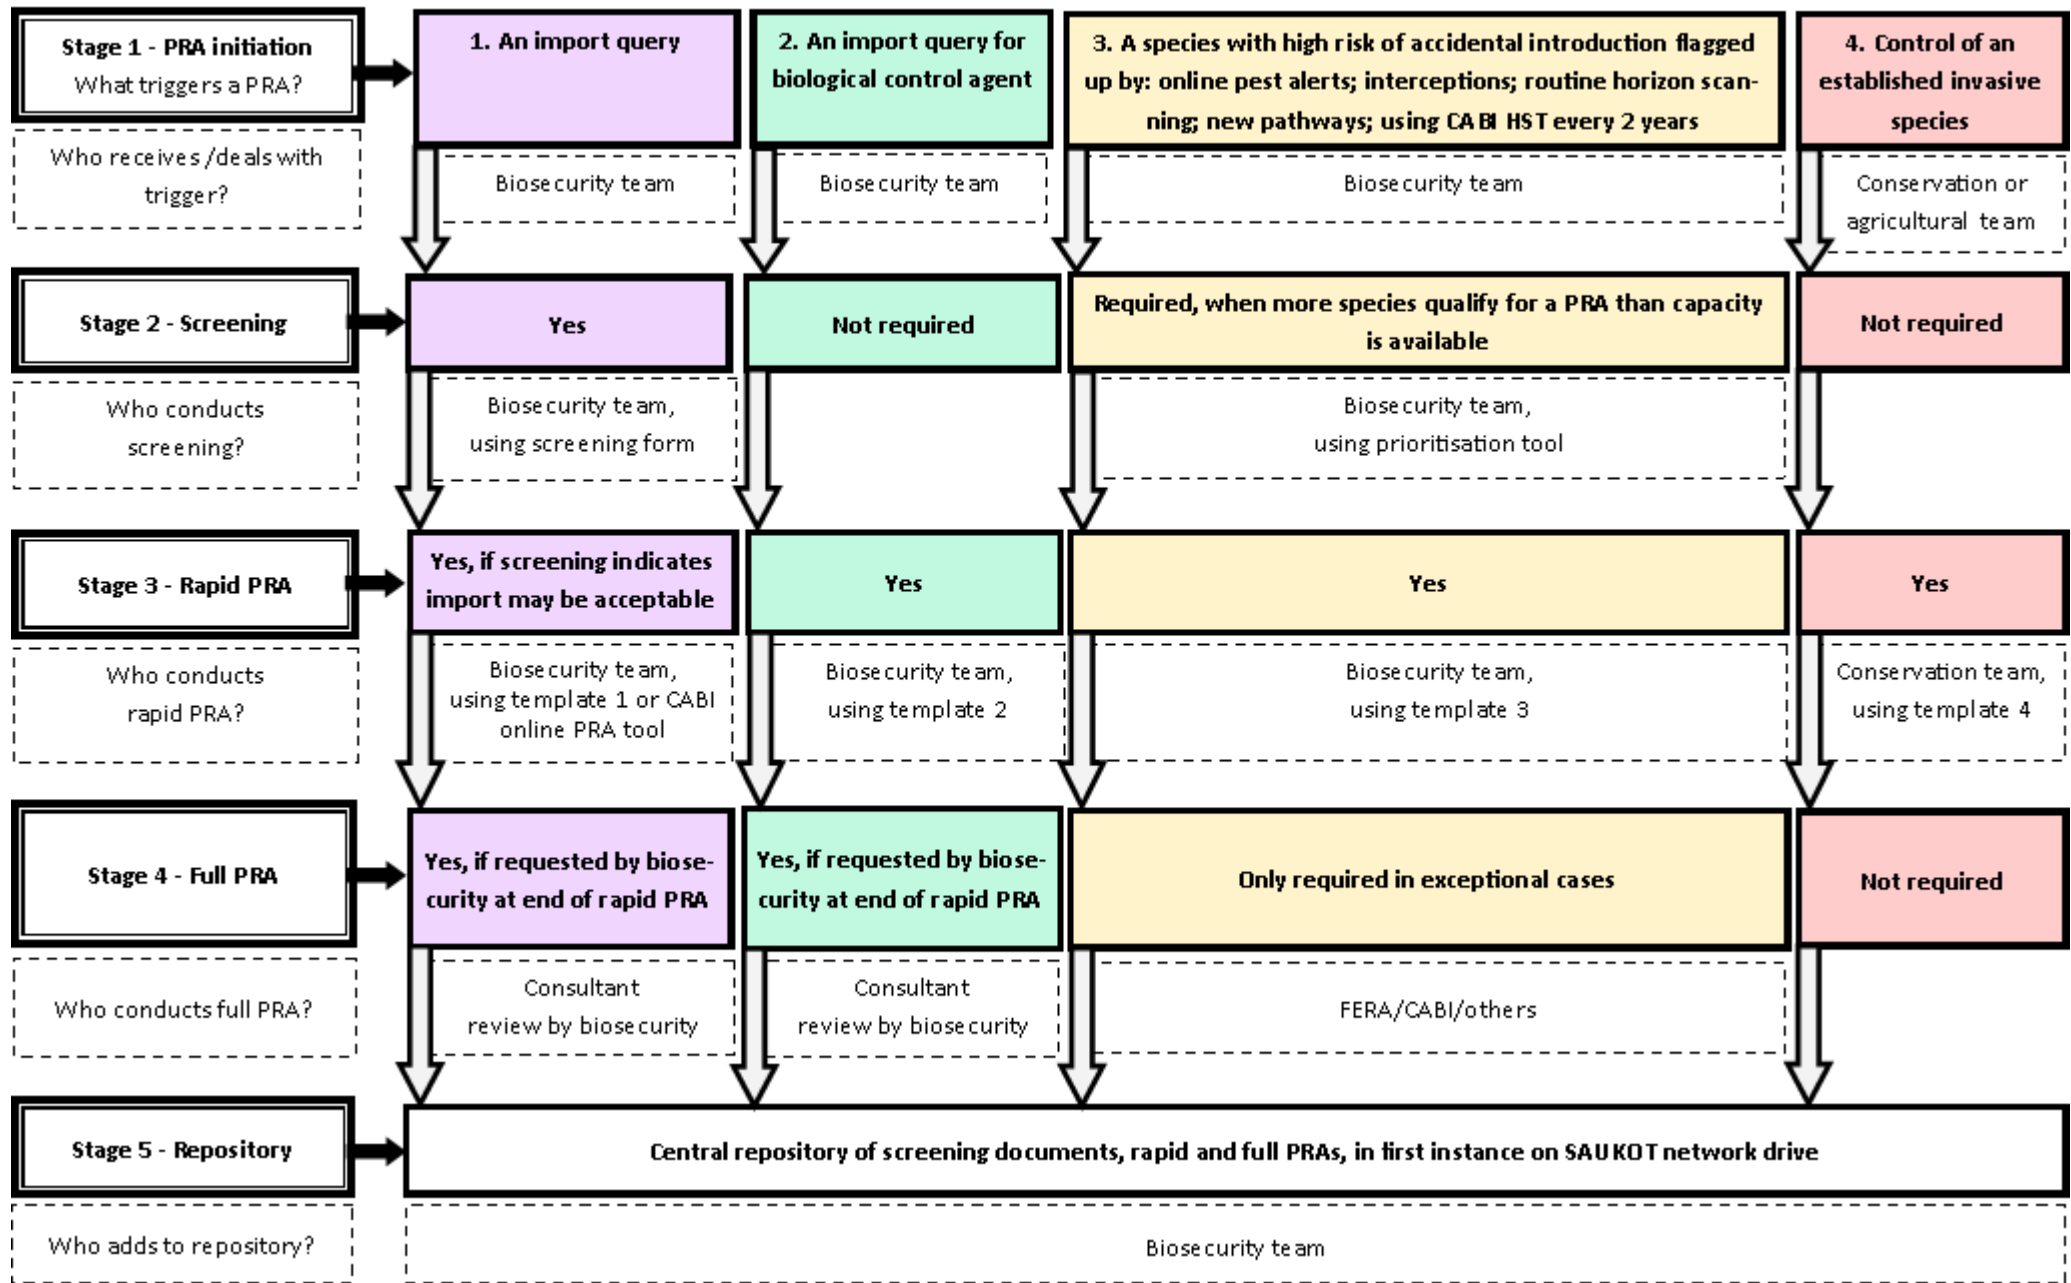 Stage 1 - PRA initiation
What triggers a PRA?
1. An import query
2. An import query for
biological control agent
3. A species with high risk of accidental introduction flagged
up by: online pest alerts; interceptions; routine horizon scan-
ning; new pathways; using CABI HST every 2 years
4. Control of an
established invasive
species
Who receives /deals with
trigger?
Biosecurity team
Biosecurity team
Biosecurity team
Conservation or
agricultural team
Stage 2 - Screening
Yes
Not required
Required, when more species qualify for a PRA than capacity
is available
Not required
Who conducts
screening?
Biosecurity team,
using screening form
Biosecurity team,
using prioritisation tool
Stage 3 - Rapid PRA
Yes, if screening indicates
import may be acceptable
Yes
Yes
Yes
Who conducts
rapid PRA?
Biosecurity team,
using template 1 or CABI
online PRA tool
Biosecurity team,
using template 2
Biosecurity team,
using template 3
Conservation team,
using template 4
Stage 4 - Full PRA
Yes, if requested by biose-
curity at end of rapid PRA
Yes, if requested by biose-
curity at end of rapid PRA
Only required in exceptional cases
Not required
Who conducts full PRA?
Consultant
review by biosecurity
Consultant
review by biosecurity
FERA/CABI/others
Stage 5 - Repository
Central repository of screening documents, rapid and full PRAs, in first instance on SAUKOT network drive
Who adds to repository?
Biosecurity team